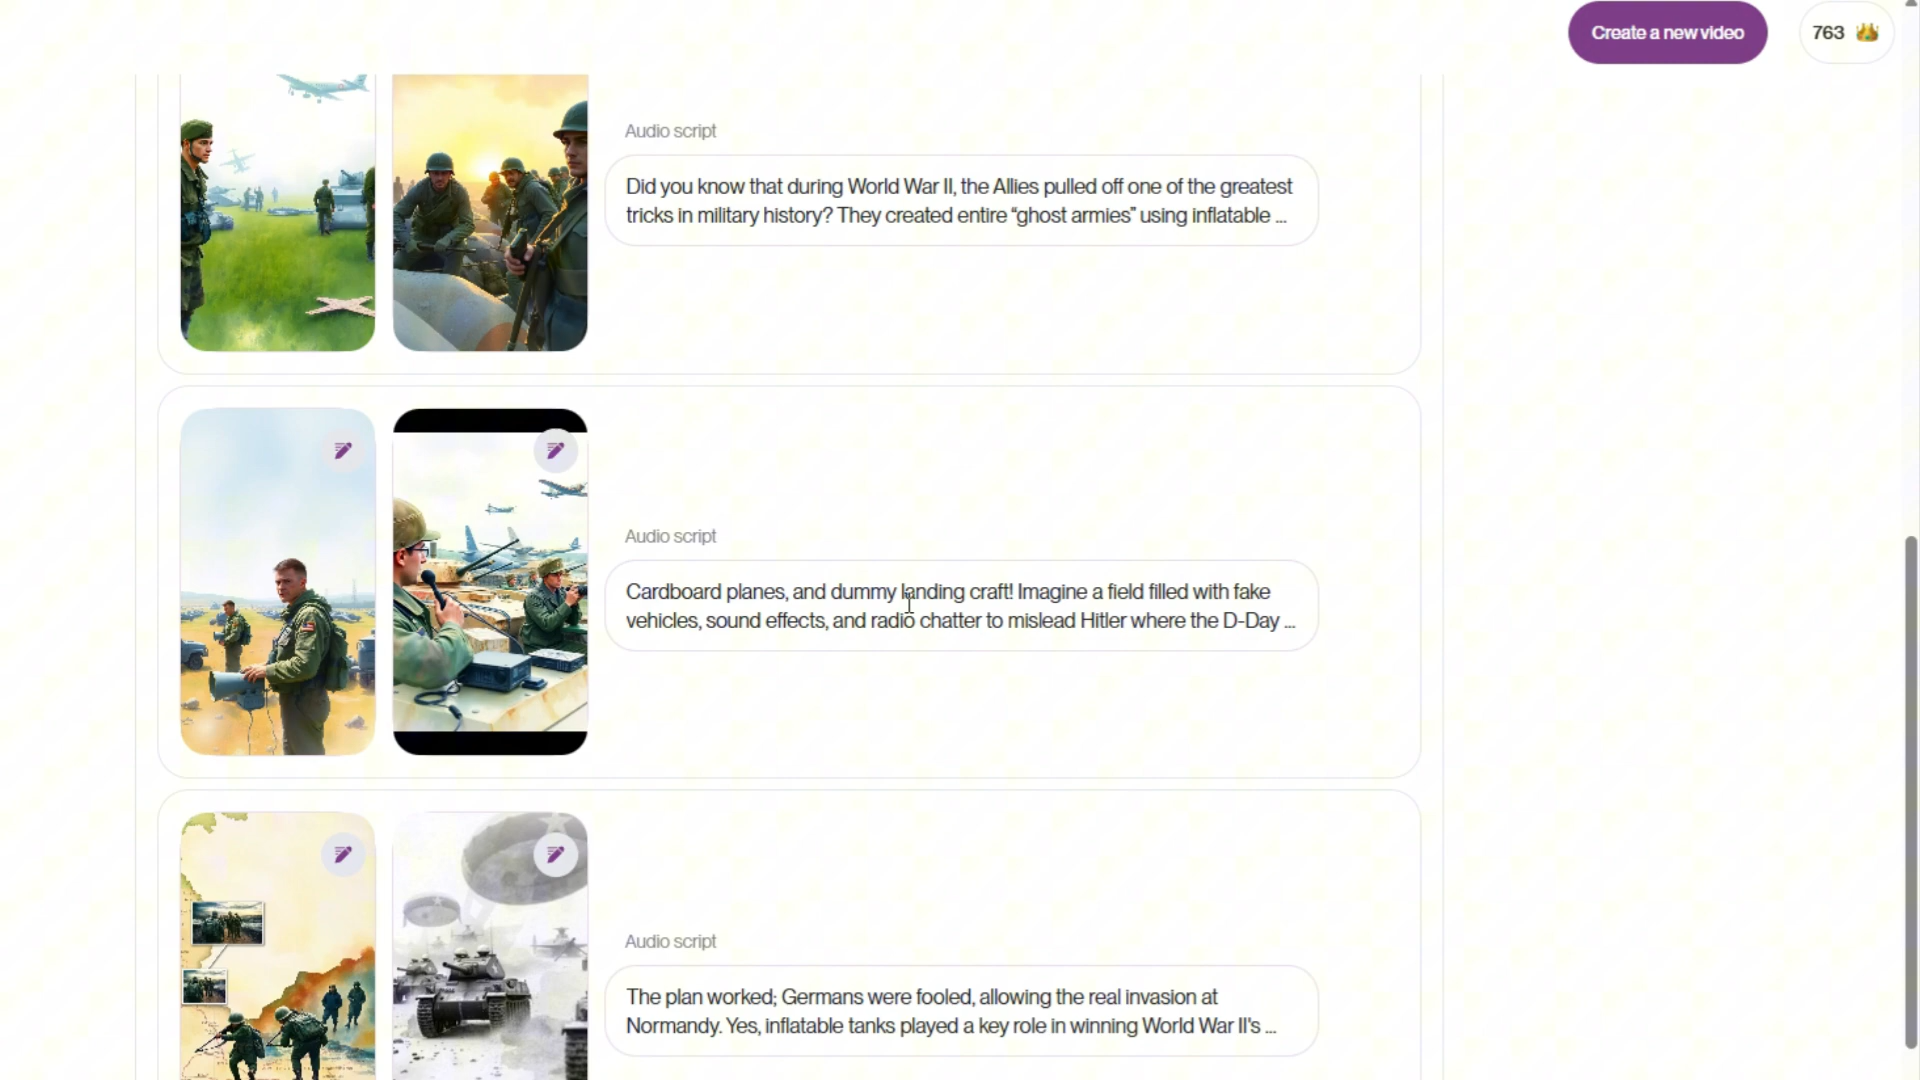 Create a new video
763
Audio script
Did you know that during World War II, the Allies pulled off one of the greatest
tricks in military history? They created entire “ghost armies” using inflatable ...
Audio script
Cardboard planes, and dummy landing craft! Imagine a field filled with fake
vehicles, sound effects, and radio chatter to mislead Hitler where the D-Day ...
Audio script
The plan worked; Germans were fooled, allowing the real invasion at
Normandy. Yes, inflatable tanks played a key role in winning World War II's ...